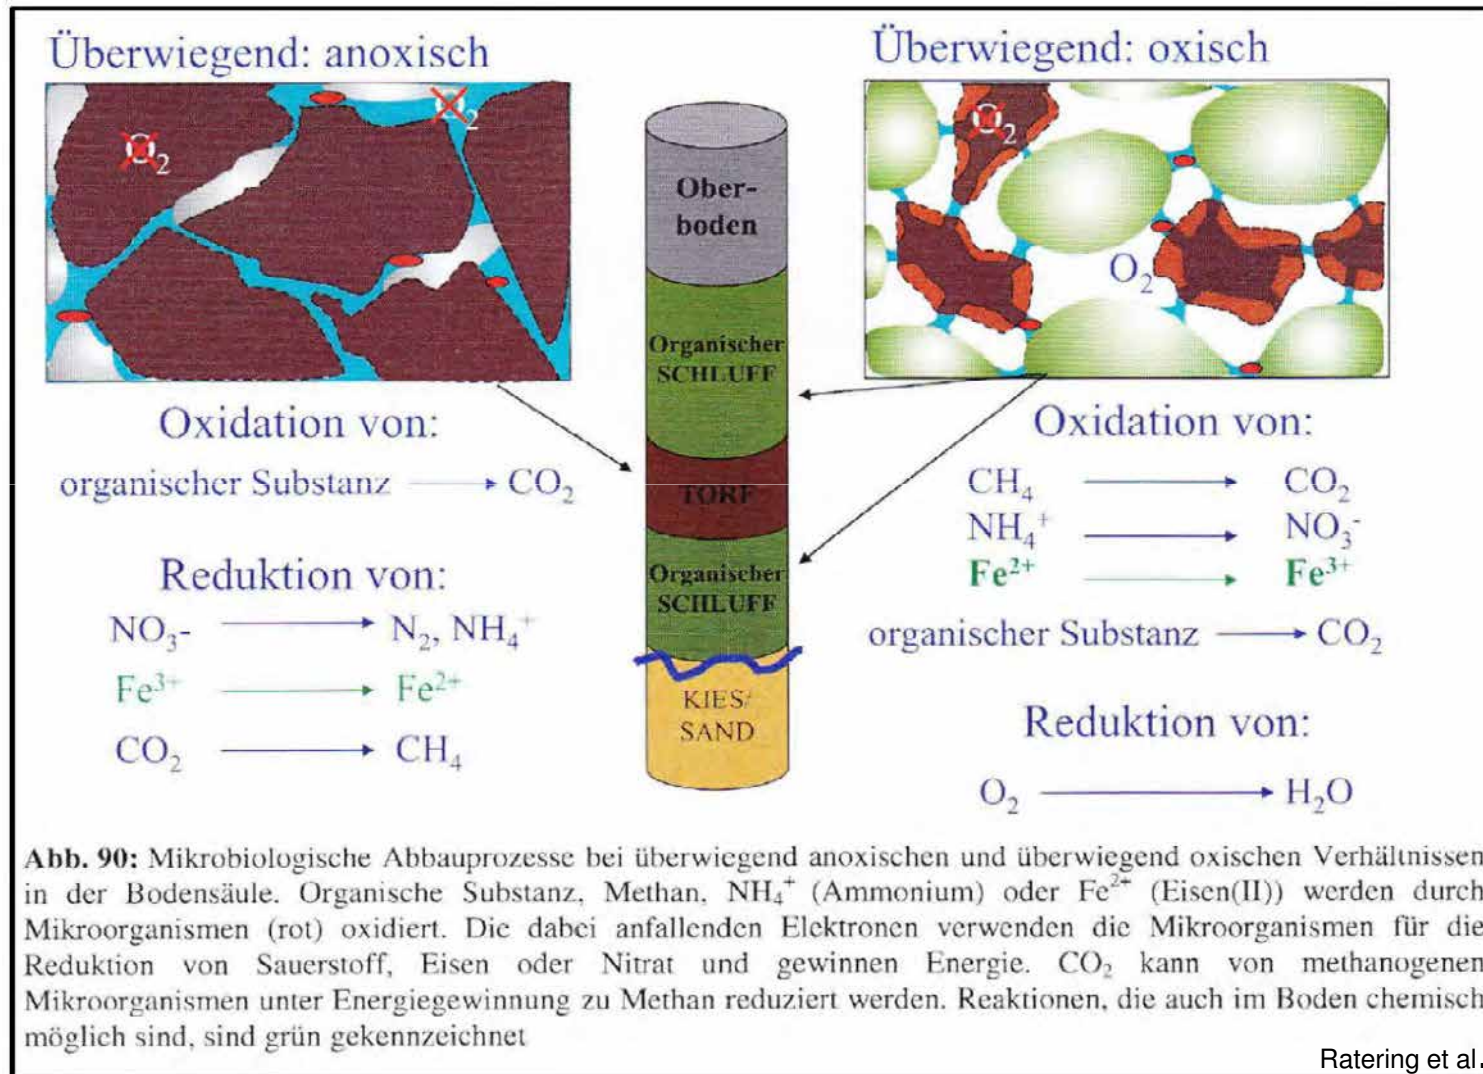 Überwiegend: anoxisch
O₂
O₂
Oxidation von:
organischer Substanz → CO₂
Reduktion von:
NO₃- → N₂, NH₄⁺
Fe³⁺ → Fe²⁺
CO₂ → CH₄
Ober-
boden
Organischer
SCHLUFF
TORF
Organischer
SCHLUFF
KIES/
SAND
Überwiegend: oxisch
O₂
O₂
Oxidation von:
CH₄ → CO₂
NH₄⁺ → NO₃⁻
Fe²⁺ → Fe³⁺
organischer Substanz → CO₂
Reduktion von:
O₂ → H₂O
Abb. 90: Mikrobiologische Abbauprozesse bei überwiegend anoxischen und überwiegend oxischen Verhältnissen
in der Bodensäule. Organische Substanz, Methan, NH₄⁺ (Ammonium) oder Fe²⁺ (Eisen(II)) werden durch
Mikroorganismen (rot) oxidiert. Die dabei anfallenden Elektronen verwenden die Mikroorganismen für die
Reduktion von Sauerstoff, Eisen oder Nitrat und gewinnen Energie. CO₂ kann von methanogenen
Mikroorganismen unter Energiegewinnung zu Methan reduziert werden. Reaktionen, die auch im Boden chemisch
möglich sind, sind grün gekennzeichnet
Ratering et al.